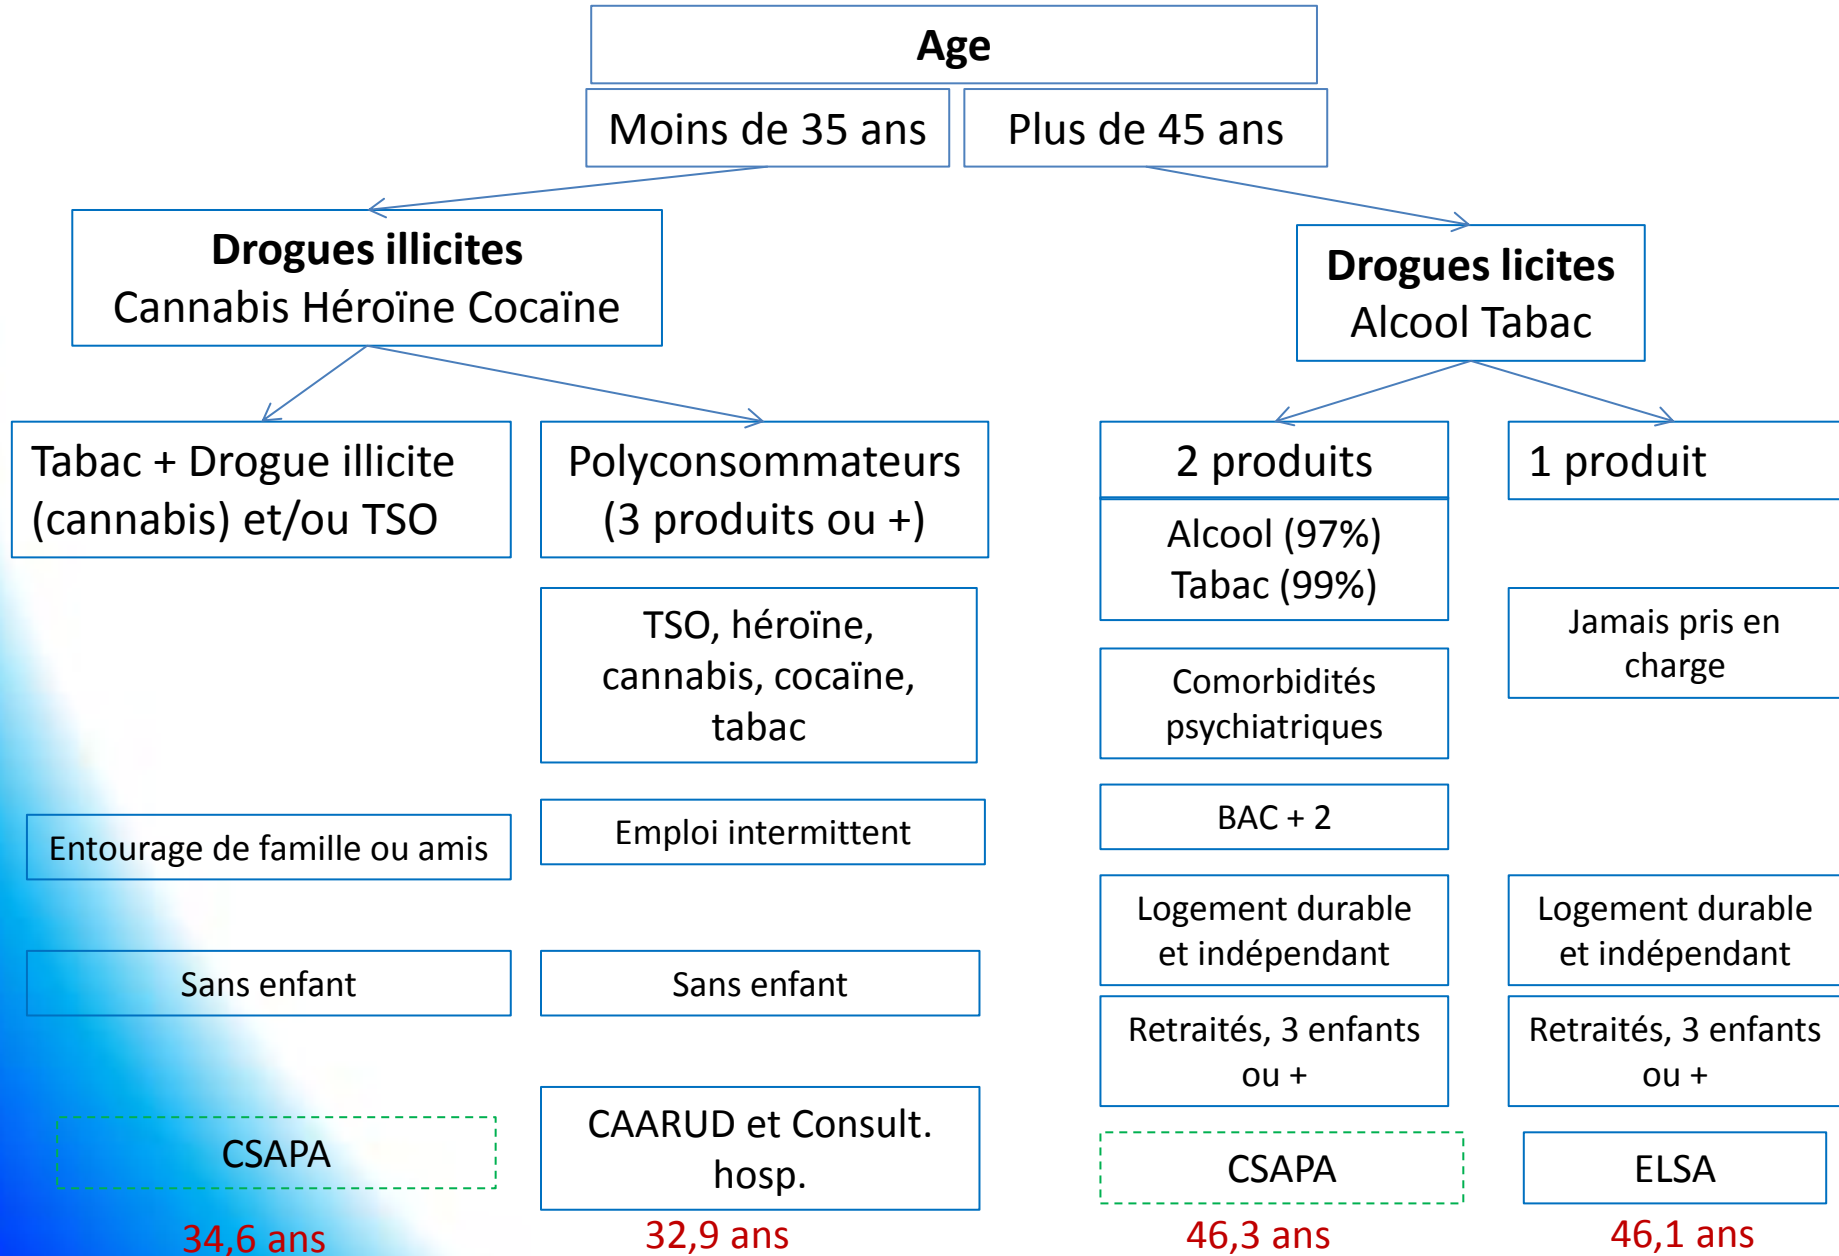 Age
Moins de 35 ans
Plus de 45 ans
Drogues illicites
Cannabis Héroïne Cocaïne
Drogues licites
Alcool Tabac
Tabac + Drogue illicite
(cannabis) et/ou TSO
Polyconsommateurs
(3 produits ou +)
2 produits
1 produit
Alcool (97%)
Tabac (99%)
TSO, héroïne,
cannabis, cocaïne,
tabac
Jamais pris en
charge
Comorbidités
psychiatriques
Entourage de famille ou amis
Emploi intermittent
BAC + 2
Logement durable
et indépendant
Logement durable
et indépendant
Sans enfant
Sans enfant
Retraités, 3 enfants
ou +
Retraités, 3 enfants
ou +
CSAPA
CAARUD et Consult.
hosp.
CSAPA
ELSA
34,6 ans
32,9 ans
46,3 ans
46,1 ans